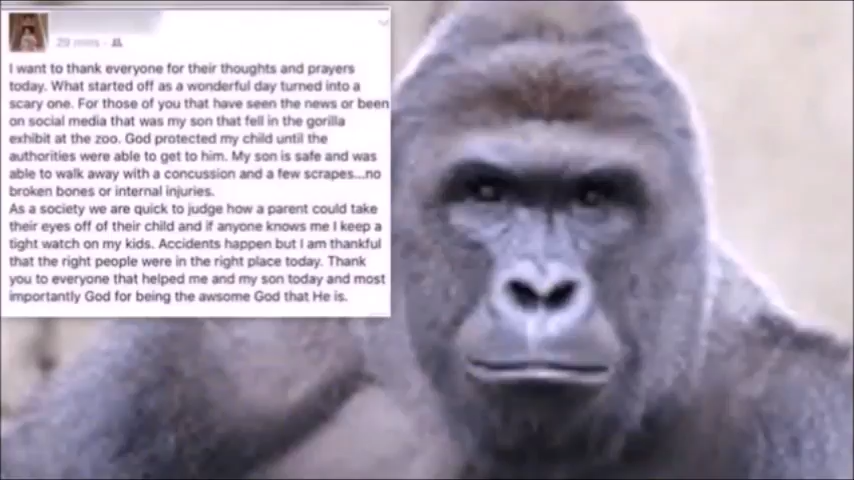 29 mins
I want to thank everyone for their thoughts and prayers
today. What started off as a wonderful day turned into a
scary one. For those of you that have seen the news or been
on social media that was my son that fell in the gorilla
exhibit at the zoo. God protected my child until the
authorities were able to get to him. My son is safe and was
able to walk away with a concussion and a few scrapes...no
broken bones or internal injuries.
As a society we are quick to judge how a parent could take
their eyes off of their child and if anyone knows me I keep a
tight watch on my kids. Accidents happen but I am thankful
that the right people were in the right place today. Thank
you to everyone that helped me and my son today and most
importantly God for being the awsome God that He is.